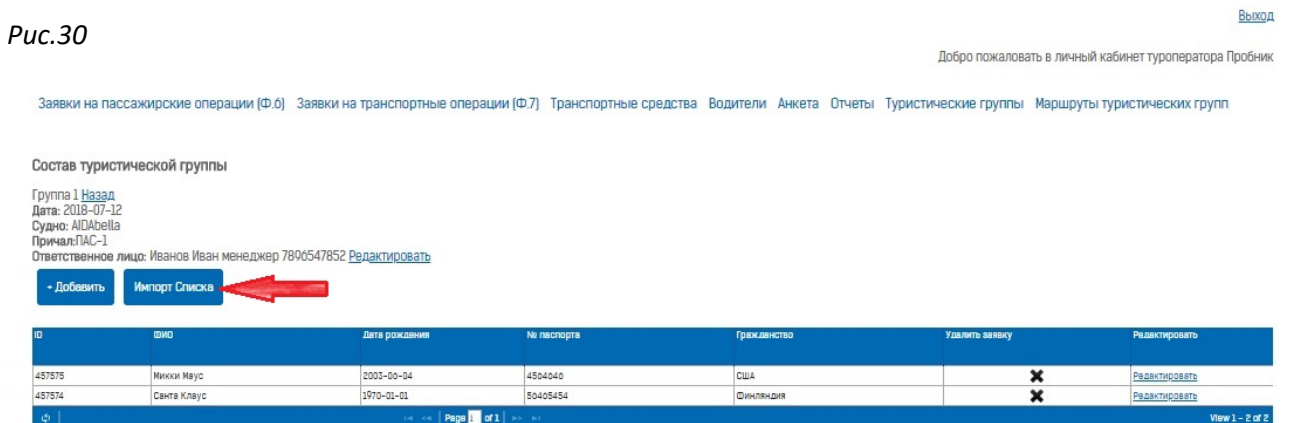 Выход
Рис.30
Добро пожаловать в личный кабинет туроператора Пробник
Заявки на пассажирские операции (Ф.6) Заявки на транспортные операции (Ф.7) Транспортные средства Водители Анкета Отчеты Туристические группы Маршруты туристических групп
Состав туристической группы
Группа 1 Назад
Дата: 2018-07-12
Судно: AIDAbella
Причал:ПАС-1
Ответственное лицо: Иванов Иван менеджер 7896547852 Редактировать
+ Добавить Импорт Списка
ID ФИО Дата рождения № паспорта Гражданство Удалить заявку Редактировать
457575 Микки Маус 2003-06-04 4564646 США Редактировать
457574 Санта Клаус 1970-01-01 56465454 Финляндия Редактировать
Page 1 of 1 View 1 - 2 of 2